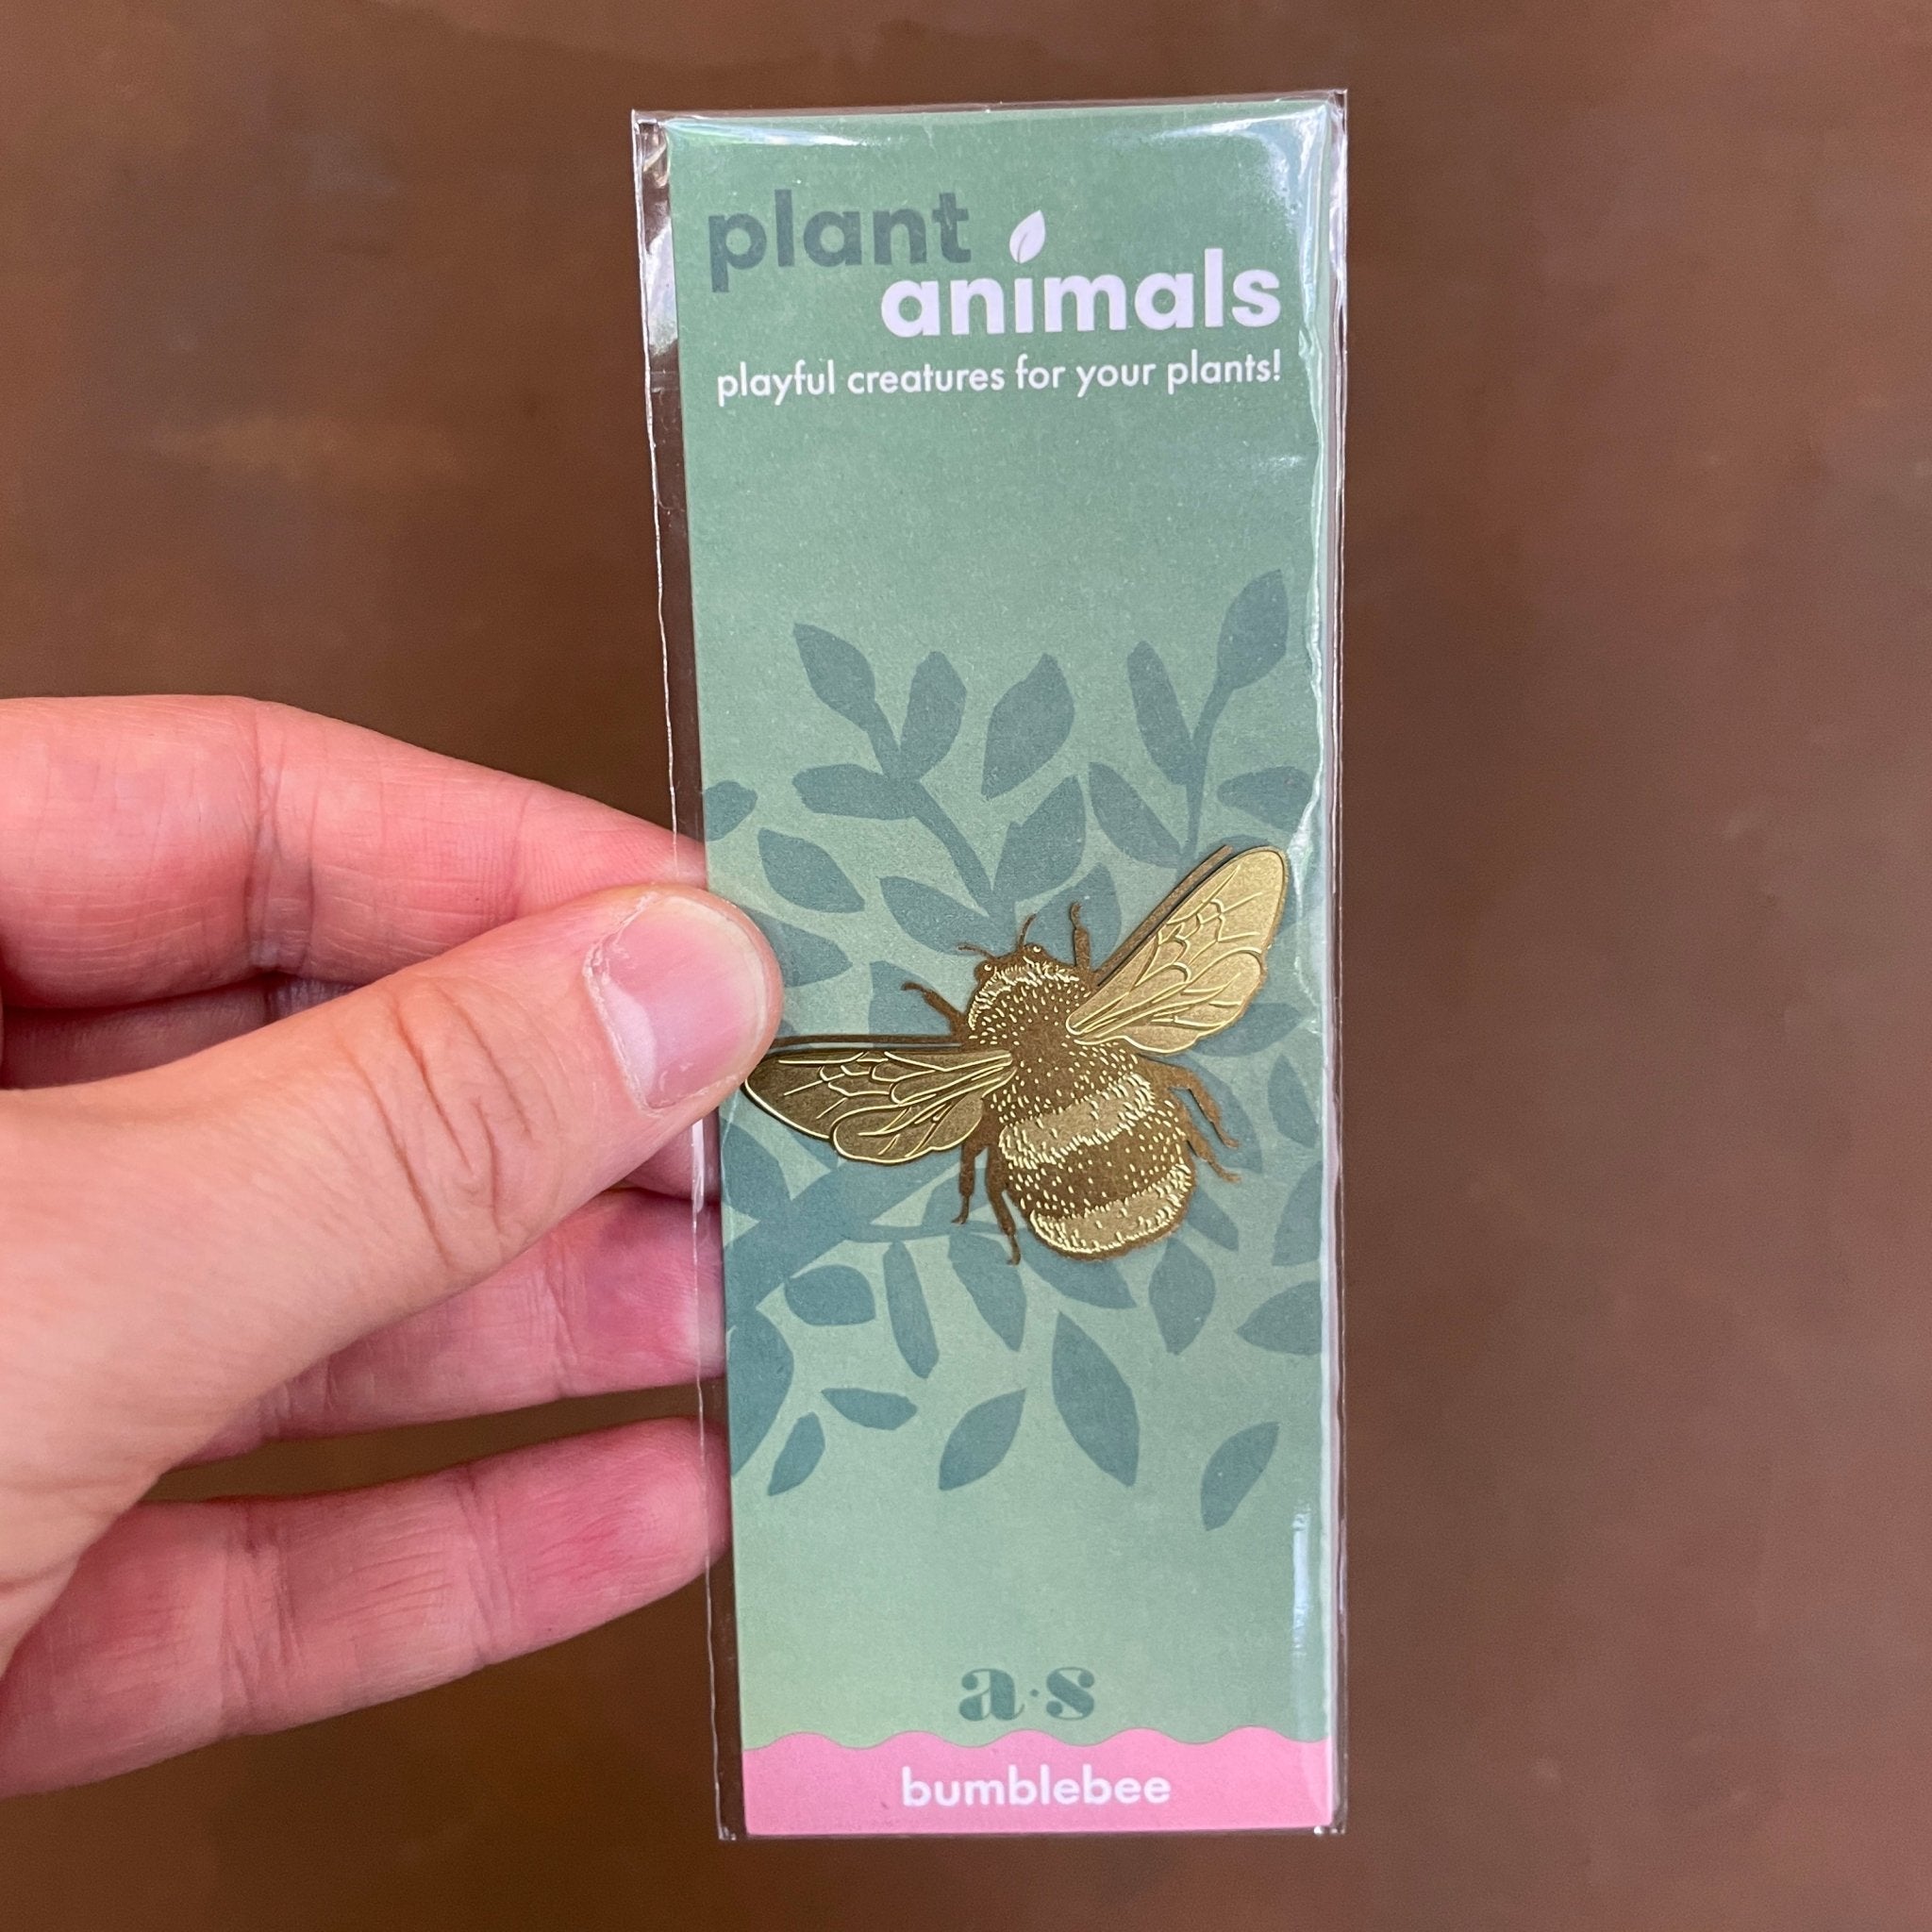 plant
animals
playful creatures for your plants!
a·s
bumblebee